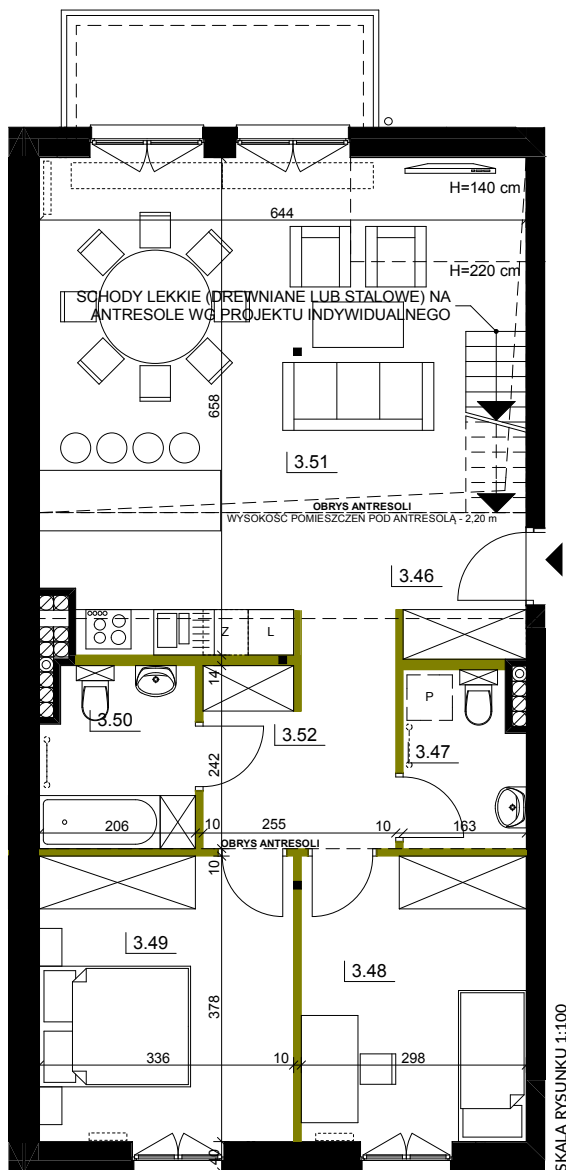 H=140 cm
644
H=220 cm
SCHODY LEKKIE (DREWNIANE LUB STALOWE) NA
ANTRESOLE WG PROJEKTU INDYWIDUALNEGO
658
3.51
OBRYS ANTRESOLI
WYSOKOŚĆ POMIESZCZEŃ POD ANTRESOLĄ - 2,20 m
3.46
Z
L
14
3.50
3.52
P
3.47
242
206
10
255
10
163
OBRYS ANTRESOLI
10
3.49
3.48
378
336
10
298
40
SKALA RYSUNKU 1:100